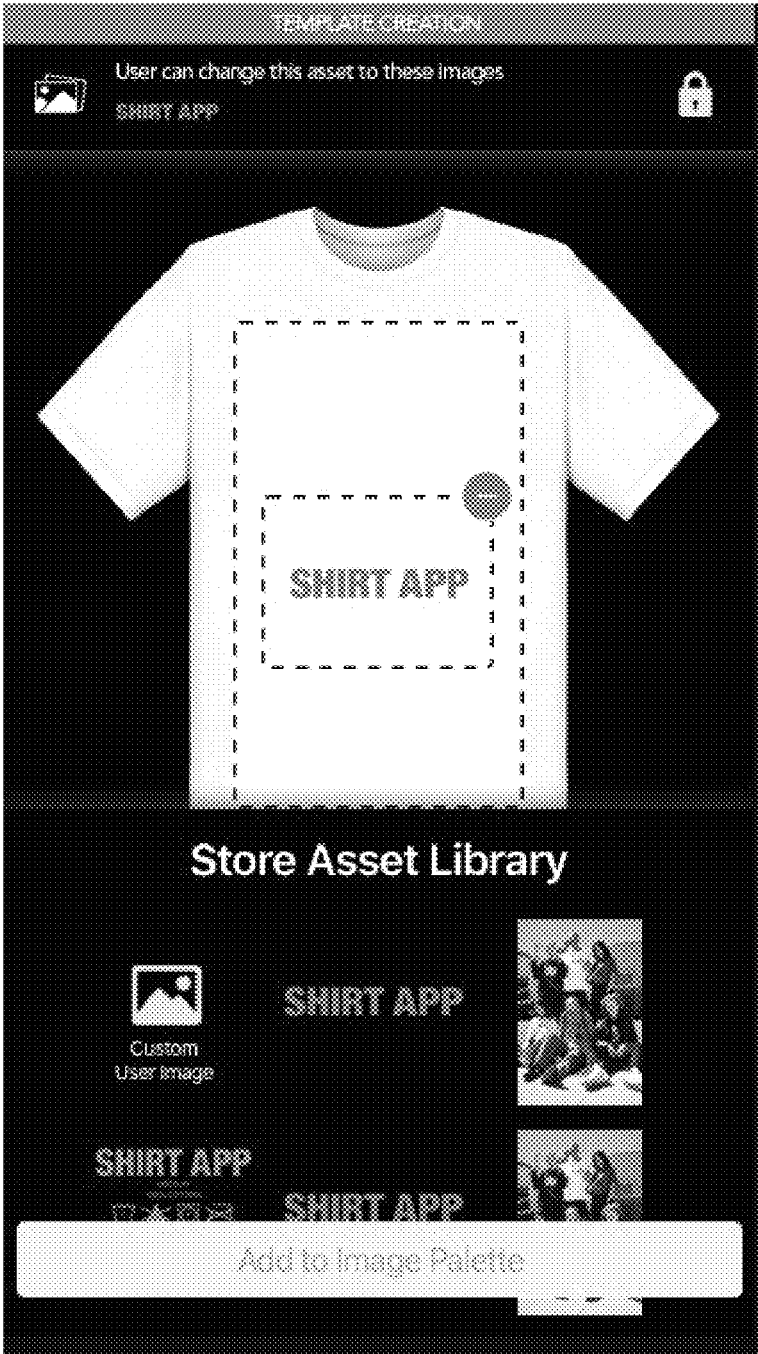 TEMPLATE CREATION
User can change this asset to these images
SHIRT APP
SHIRT APP
Store Asset Library
Custom
User Image
SHIRT APP
SHIRT APP
SHIRT APP
Add to Image Palette